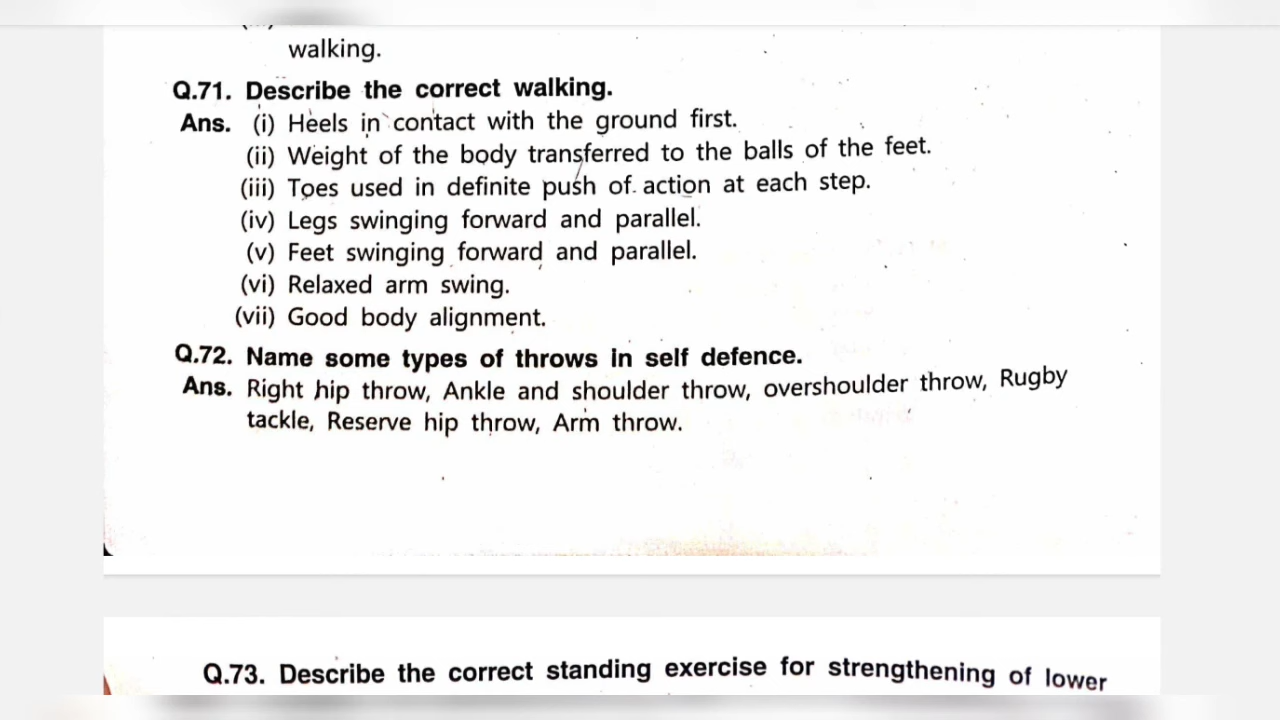 walking.
Q.71. Describe the correct walking.
Ans. (i) Heels in contact with the ground first.
(ii) Weight of the body transferred to the balls of the feet.
(iii) Toes used in definite push of action at each step.
(iv) Legs swinging forward and parallel.
(v) Feet swinging forward and parallel.
(vi) Relaxed arm swing.
(vii) Good body alignment.
Q.72. Name some types of throws in self defence.
Ans. Right hip throw, Ankle and shoulder throw, overshoulder throw, Rugby
tackle, Reserve hip throw, Arm throw.
Q.73. Describe the correct standing exercise for strengthening of lower